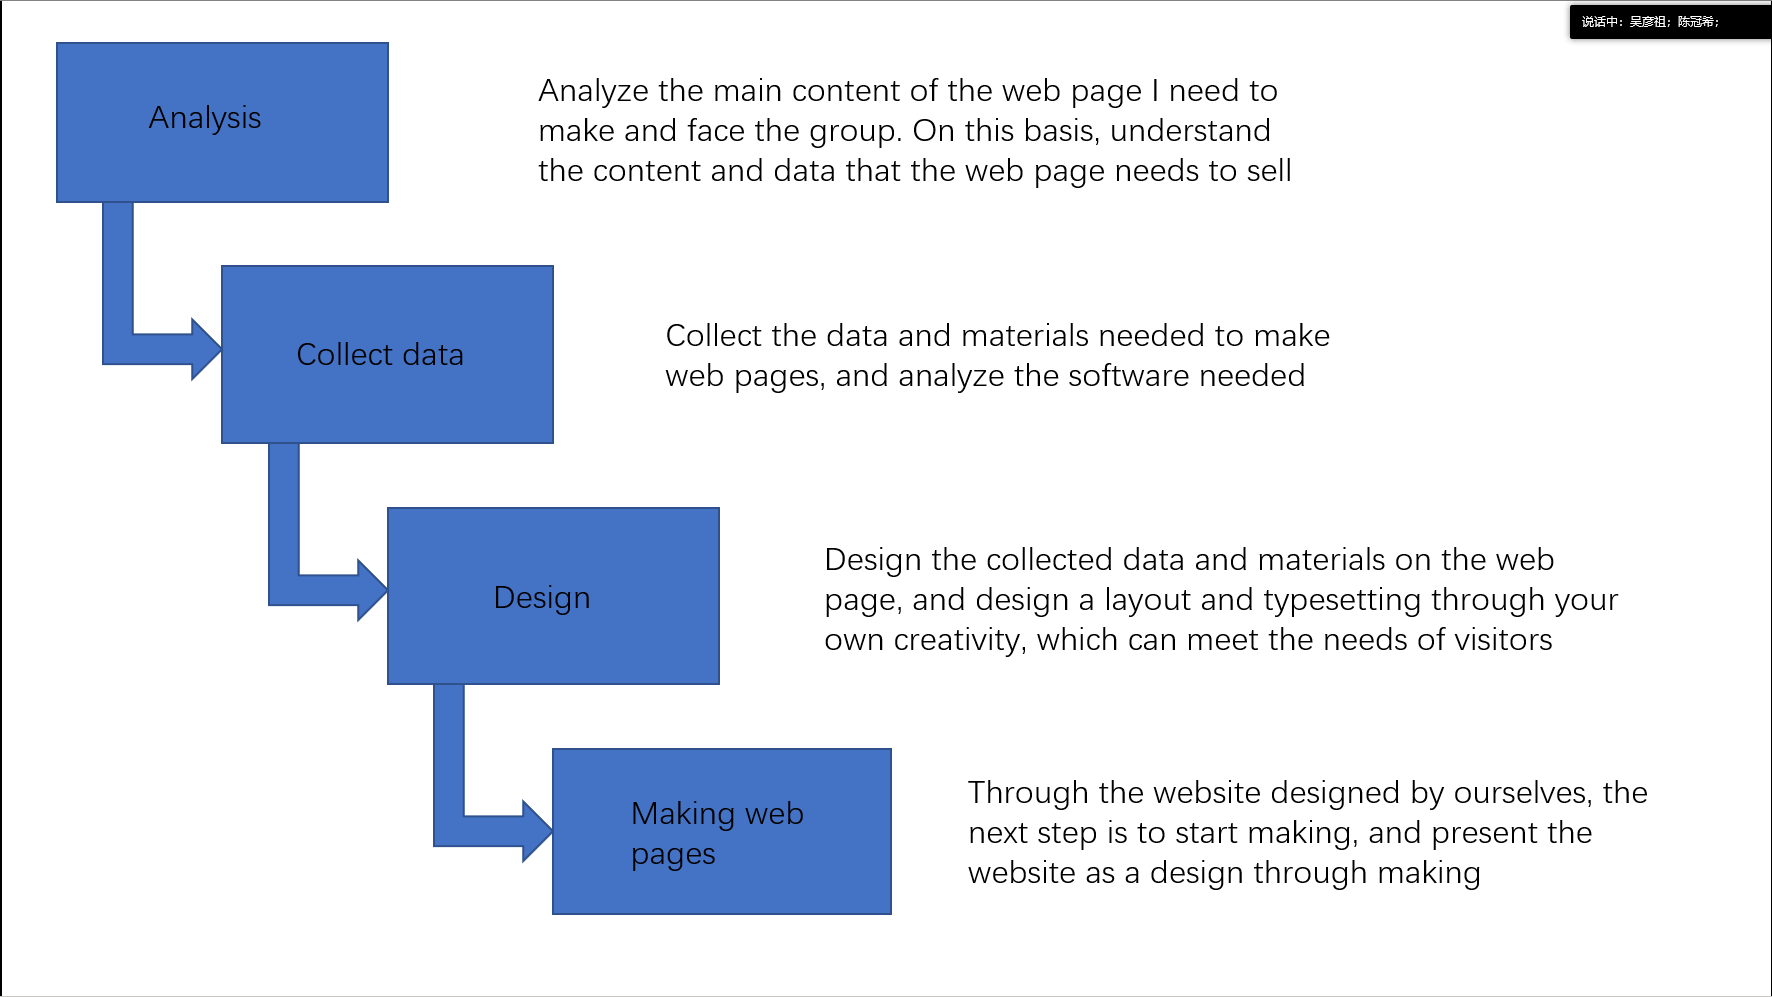 说话中: 吴彦祖; 陈冠希;
Analysis
Analyze the main content of the web page I need to
make and face the group. On this basis, understand
the content and data that the web page needs to sell
Collect data
Collect the data and materials needed to make
web pages, and analyze the software needed
Design
Design the collected data and materials on the web
page, and design a layout and typesetting through your
own creativity, which can meet the needs of visitors
Making web
pages
Through the website designed by ourselves, the
next step is to start making, and present the
website as a design through making